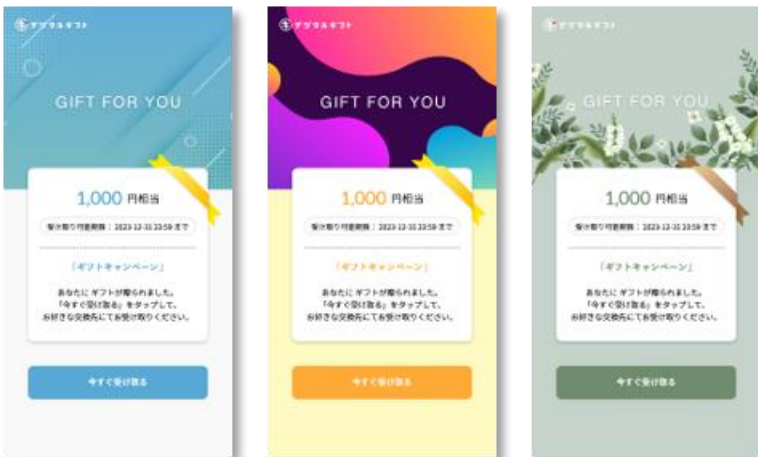 デジタルギフト
GIFT FOR YOU
1,000 円相当
受け取り可能期限：2023-12-31 23:59 まで
「ギフトキャンペーン」
あなたに ギフトが贈られました。
「今すぐ受け取る」をタップして、
お好きな交換先にてお受け取りください。
今すぐ受け取る
デジタルギフト
GIFT FOR YOU
1,000 円相当
受け取り可能期限：2023-12-31 23:59 まで
「ギフトキャンペーン」
あなたに ギフトが贈られました。
「今すぐ受け取る」をタップして、
お好きな交換先にてお受け取りください。
今すぐ受け取る
デジタルギフト
GIFT FOR YOU
1,000 円相当
受け取り可能期限：2023-12-31 23:59 まで
「ギフトキャンペーン」
あなたに ギフトが贈られました。
「今すぐ受け取る」をタップして、
お好きな交換先にてお受け取りください。
今すぐ受け取る